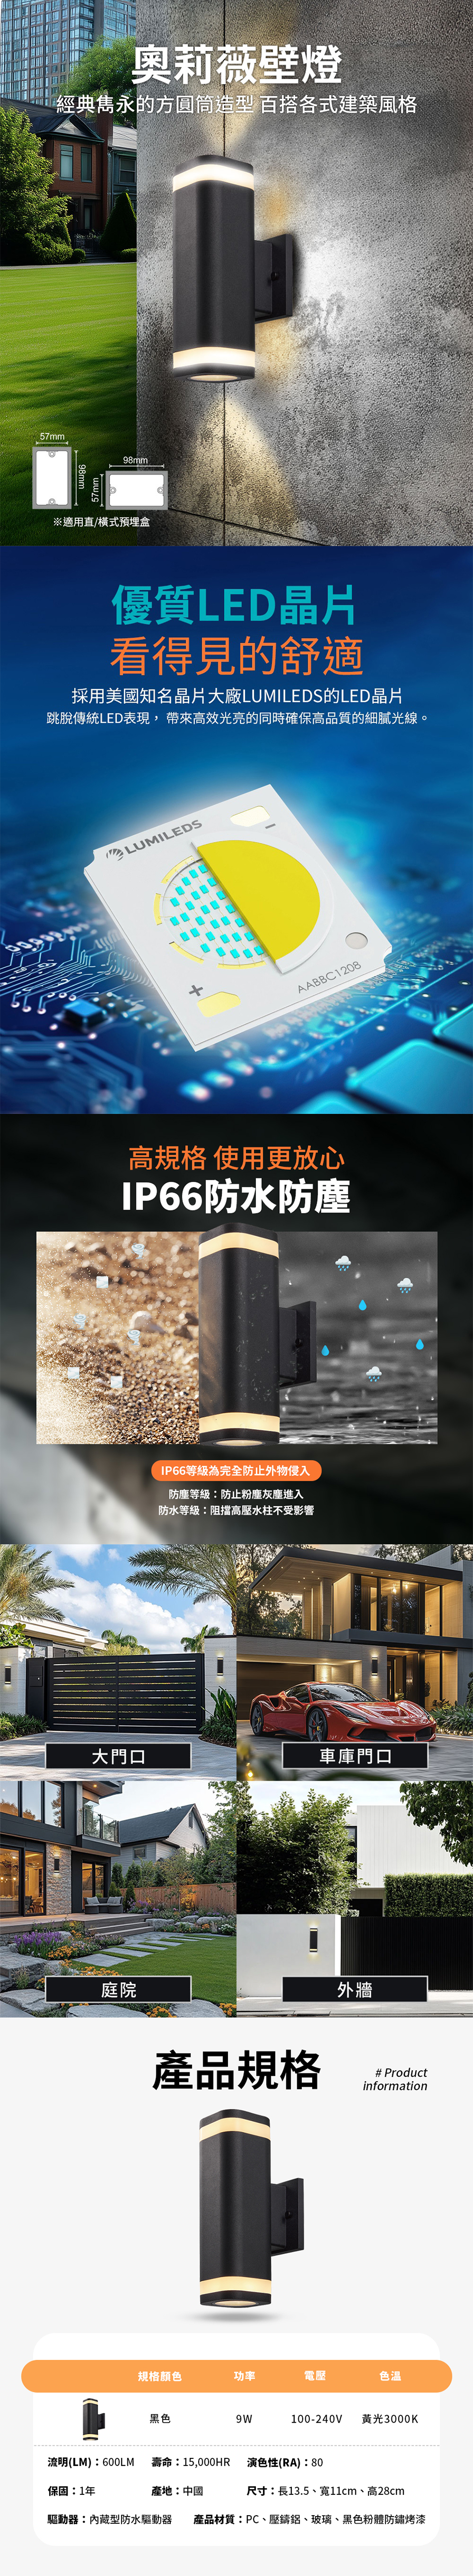 奧莉薇壁燈
經典雋永的方圓筒造型 百搭各式建築風格
57mm
98mm
98mm
57mm
※適用直/橫式預埋盒
優質LED晶片
看得見的舒適
採用美國知名晶片大廠LUMILEDS的LED晶片
跳脫傳統LED表現， 帶來高效光亮的同時確保高品質的細膩光線。
LUMILEDS
AABBC1208
高規格 使用更放心
IP66防水防塵
IP66等級為完全防止外物侵入
防塵等級：防止粉塵灰塵進入
防水等級：阻擋高壓水柱不受影響
大門口
車庫門口
庭院
外牆
產品規格
# Product
information
規格顏色 功率 電壓 色溫
黑色 9W 100-240V 黃光3000K
流明(LM)：600LM 壽命：15,000HR 演色性(RA)：80
保固：1年 產地：中國 尺寸：長13.5、寬11cm、高28cm
驅動器：內藏型防水驅動器 產品材質：PC、壓鑄鋁、玻璃、黑色粉體防鏽烤漆